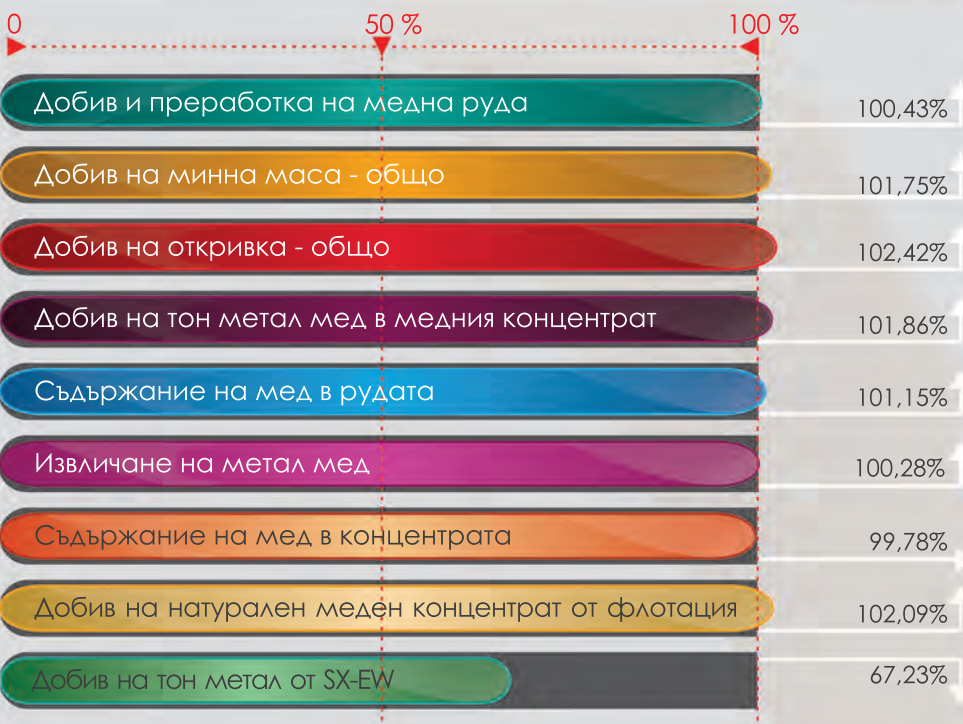 0 50 % 100 %
Добив и преработка на медна руда 100,43%
Добив на минна маса - общо 101,75%
Добив на откривка - общо 102,42%
Добив на тон метал мед в медния концентрат 101,86%
Съдържание на мед в рудата 101,15%
Извличане на метал мед 100,28%
Съдържание на мед в концентрата 99,78%
Добив на натурален меден концентрат от флотация 102,09%
Добив на тон метал от SX-EW 67,23%